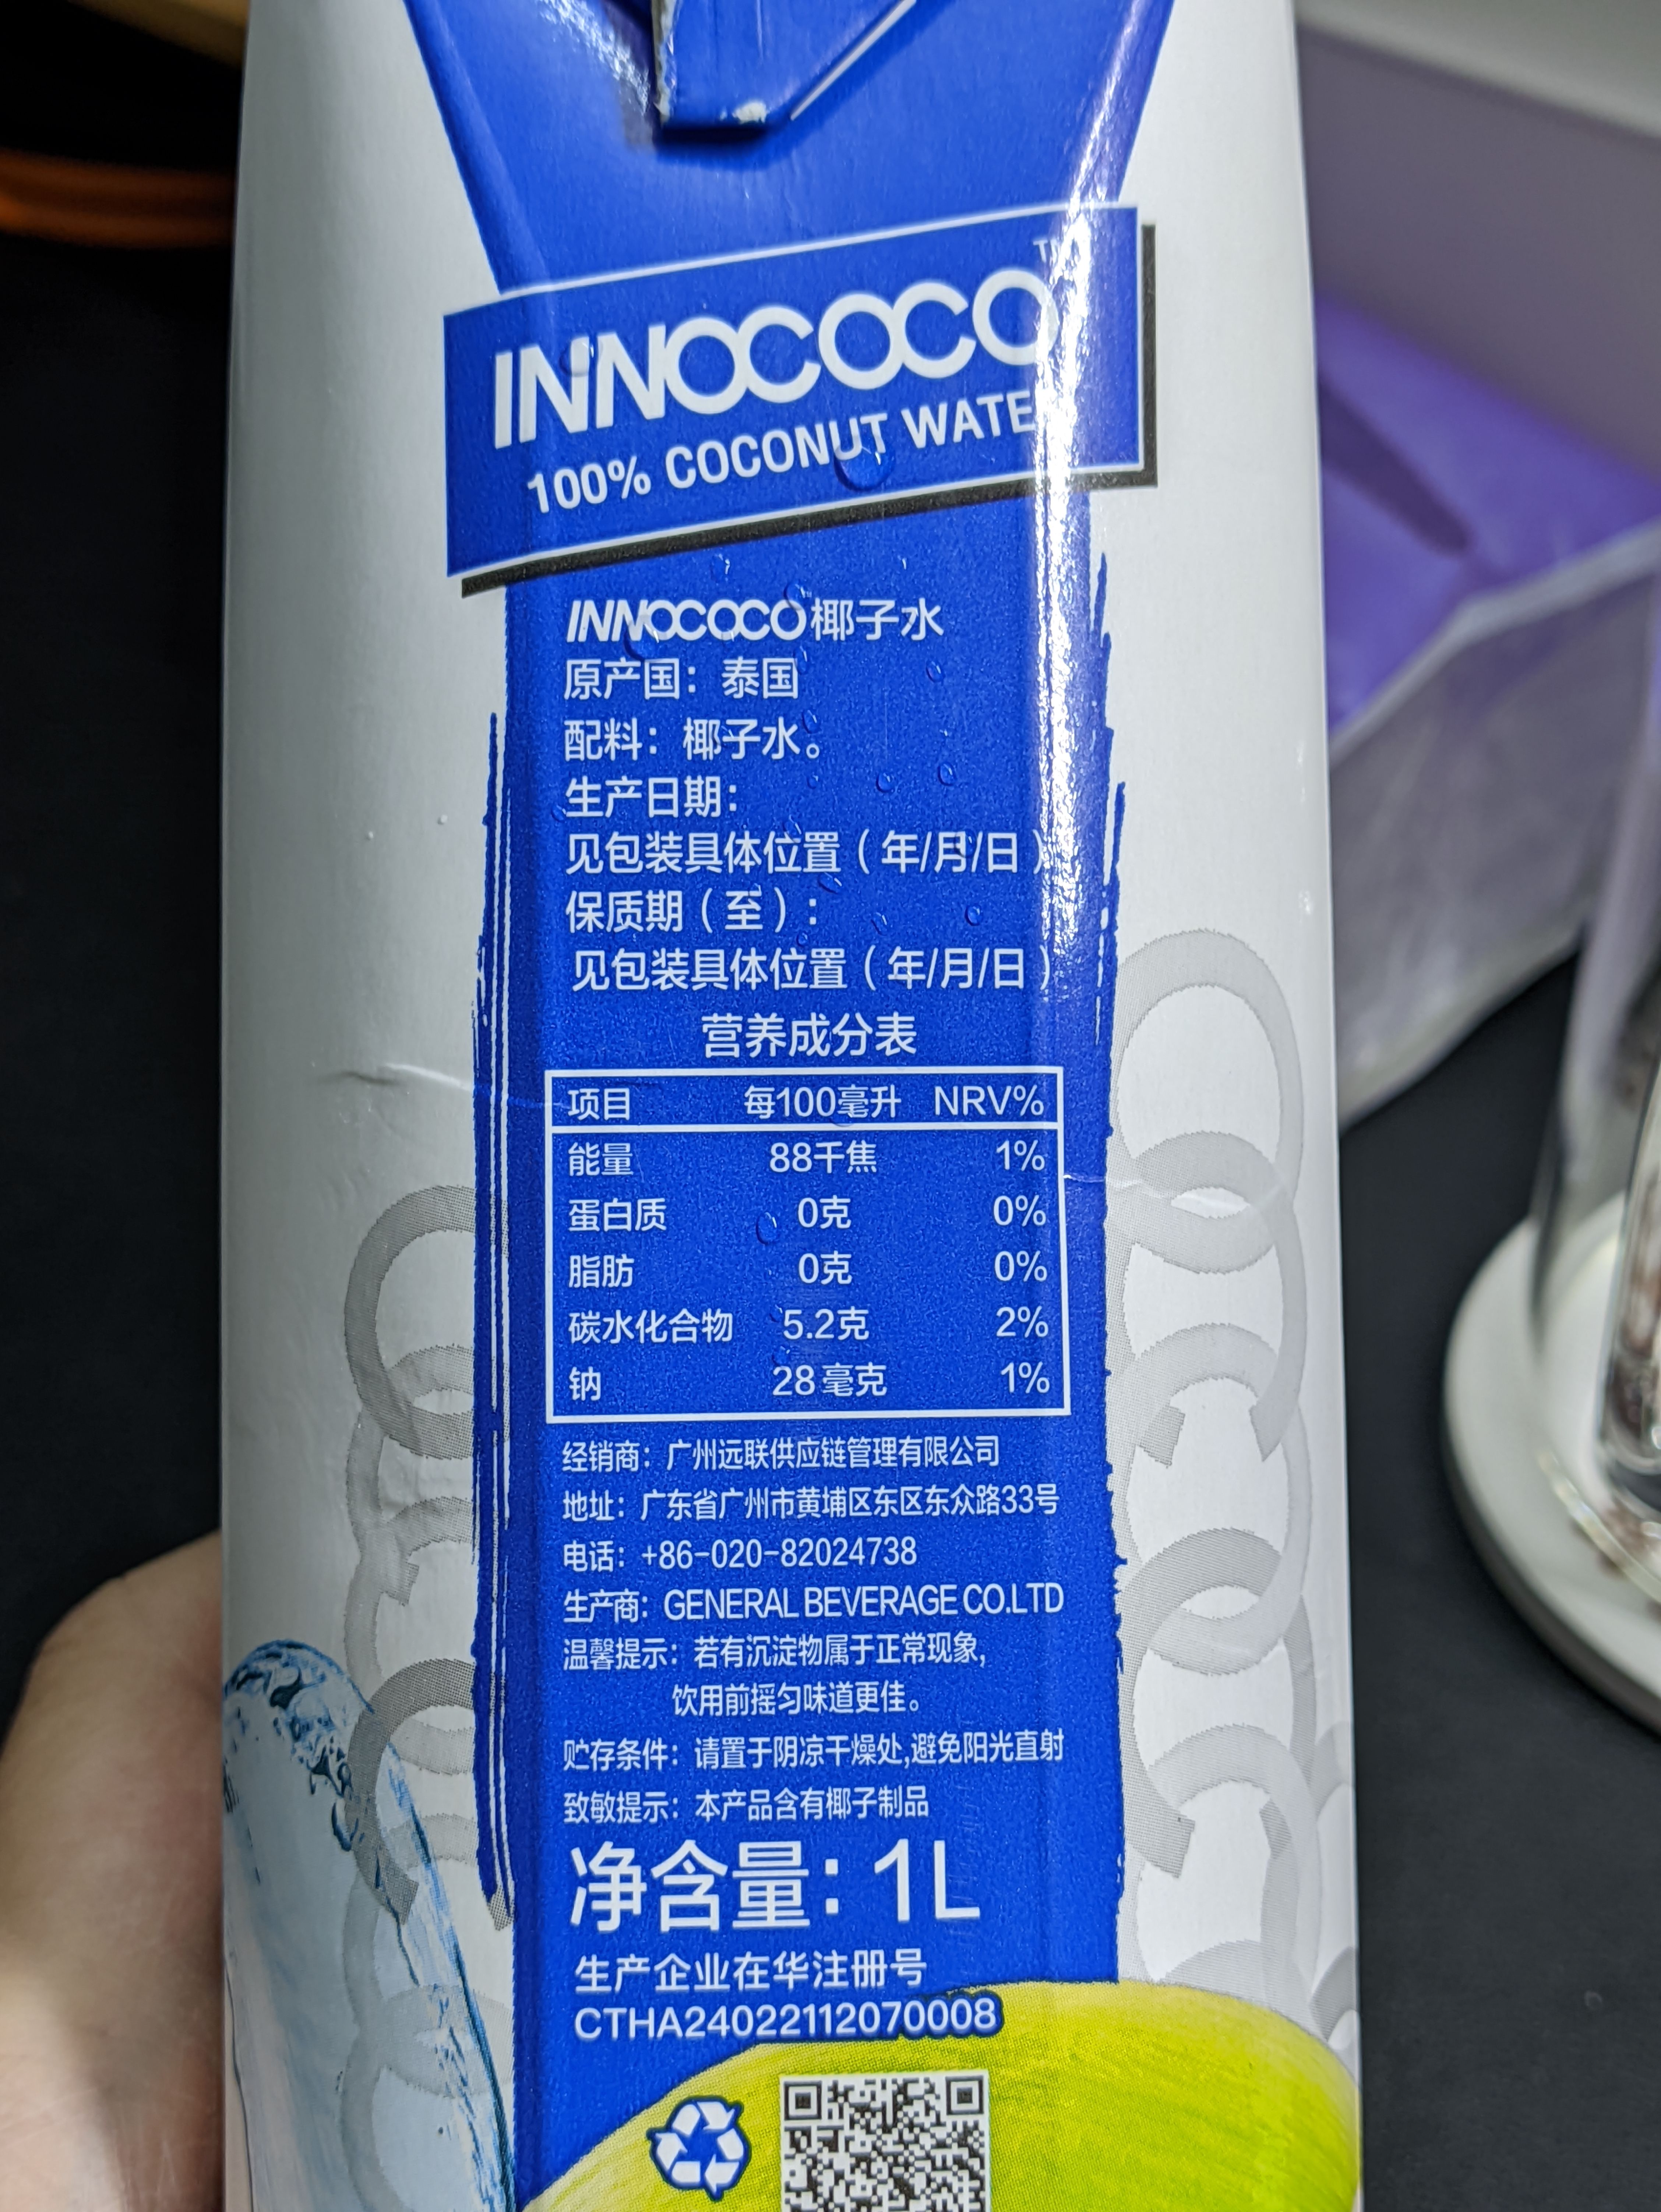 INNOCOCO
100% COCONUT WATE
INNOCOCO椰子水
原产国：泰国
配料：椰子水。
生产日期：
见包装具体位置（年/月/日）
保质期（至）：
见包装具体位置（年/月/日）
营养成分表
项目 每100毫升 NRV%
能量 88千焦 1%
蛋白质 0克 0%
脂肪 0克 0%
碳水化合物 5.2克 2%
钠 28毫克 1%
经销商：广州远联供应链管理有限公司
地址：广东省广州市黄埔区东区东众路33号
电话：+86-020-82024738
生产商：GENERAL BEVERAGE CO.LTD
温馨提示：若有沉淀物属于正常现象，
饮用前摇匀味道更佳。
贮存条件：请置于阴凉干燥处,避免阳光直射
致敏提示：本产品含有椰子制品
净含量：1L
生产企业在华注册号
CTHA24022112070008